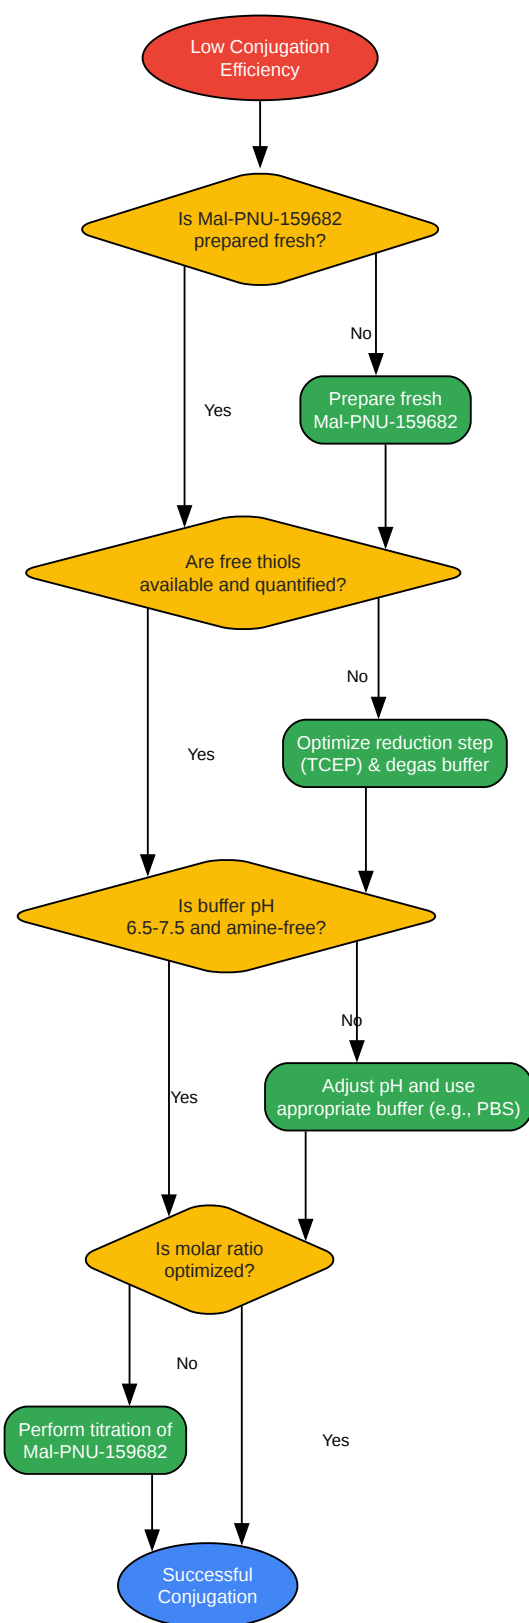 Low Conjugation
Efficiency
Is Mal-PNU-159682
prepared fresh?
No
Prepare fresh
Mal-PNU-159682
Yes
Are free thiols
available and quantified?
No
Optimize reduction step
(TCEP) & degas buffer
Yes
Is buffer pH
6.5-7.5 and amine-free?
No
Adjust pH and use
appropriate buffer (e.g., PBS)
Yes
Is molar ratio
optimized?
No
Perform titration of
Mal-PNU-159682
Yes
Successful
Conjugation